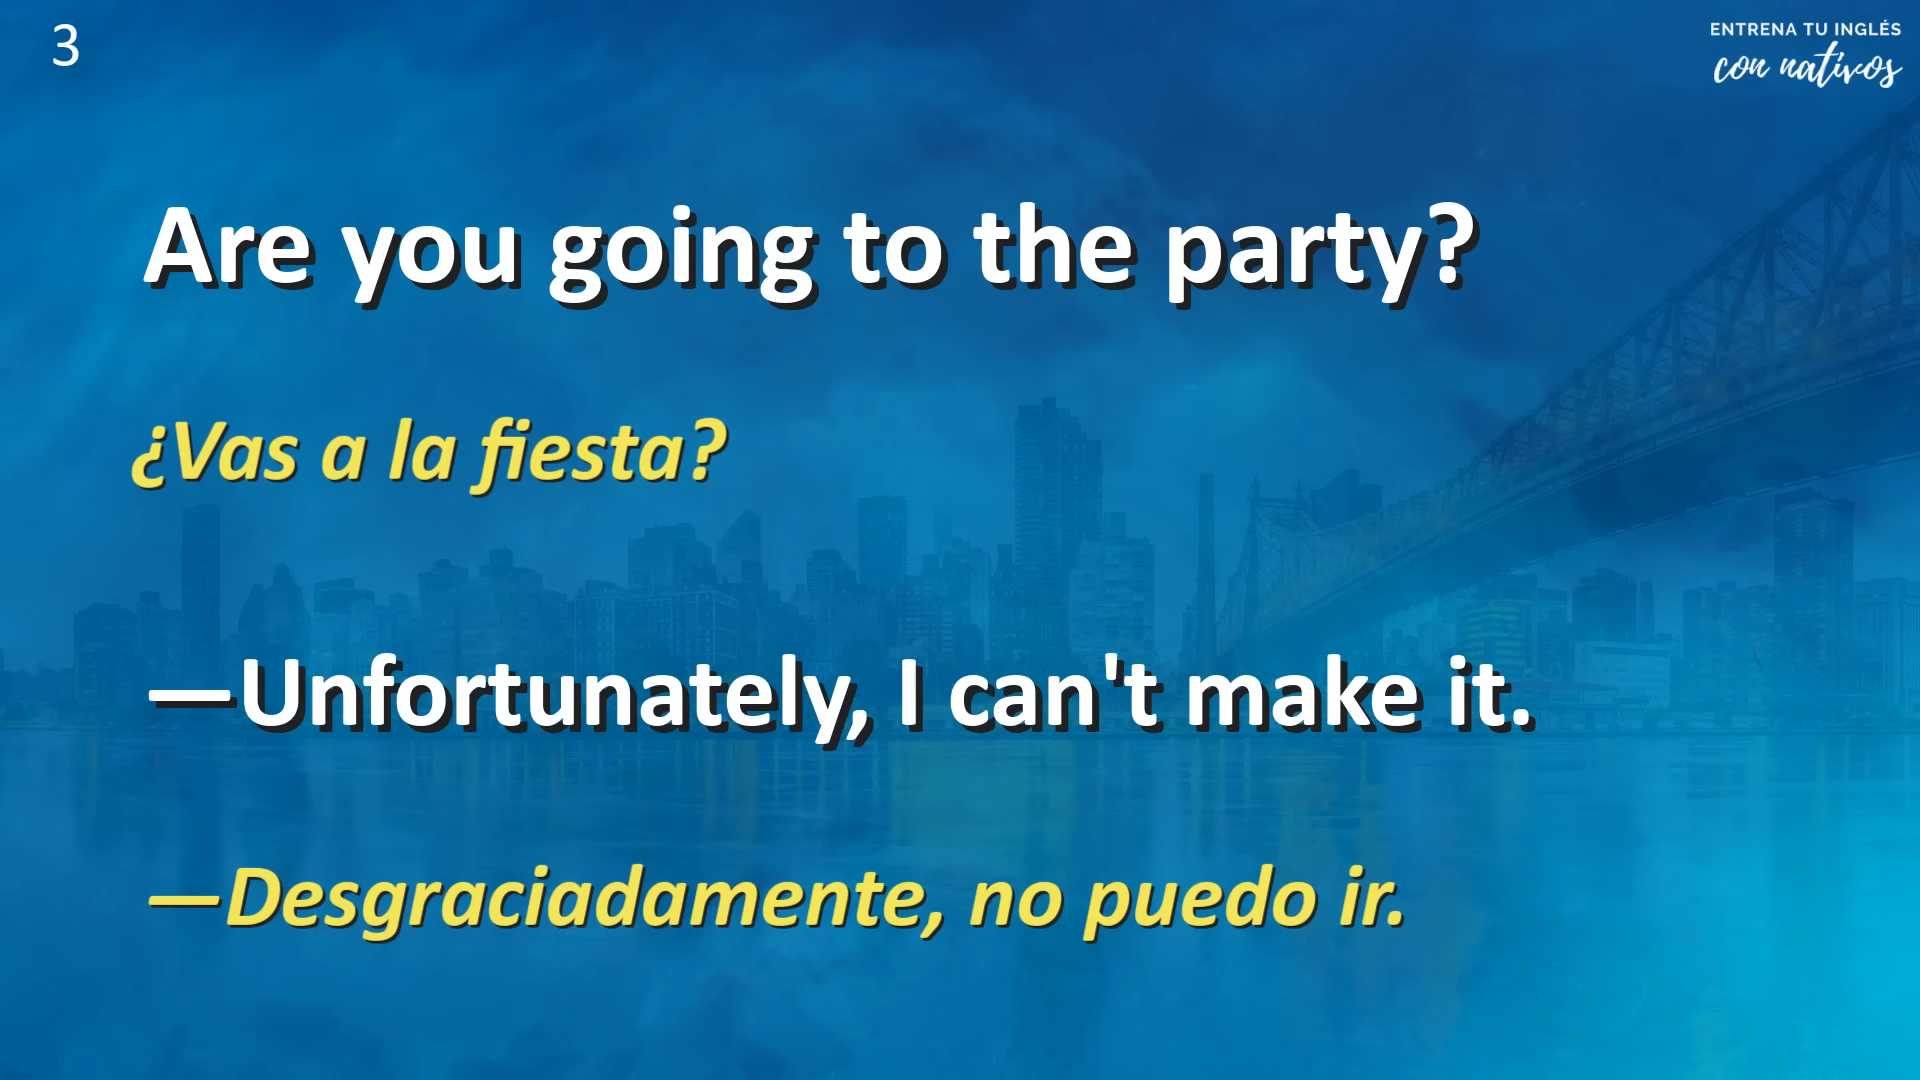 3
ENTRENA TU INGLÉS
con nativos
Are you going to the party?
¿Vas a la fiesta?
—Unfortunately, I can't make it.
—Desgraciadamente, no puedo ir.